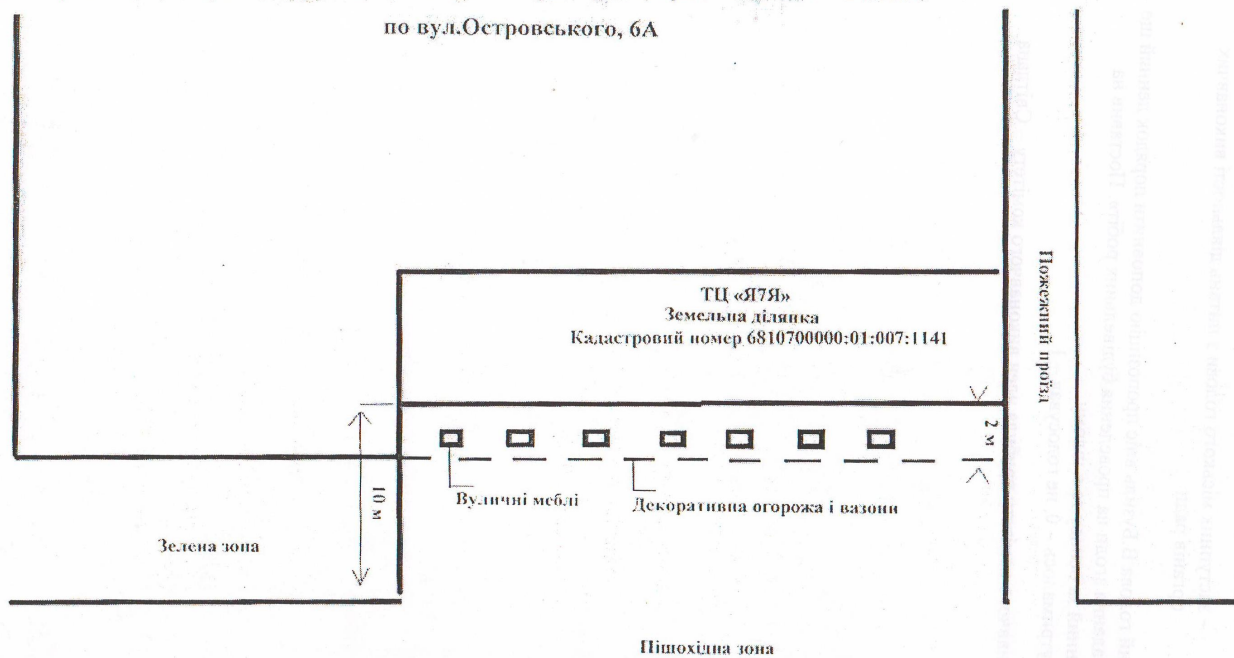 по вул.Островського, 6А
ТЦ «Я7Я»
Земельна ділянка
Кадастровий номер 6810700000:01:007:1141
Пожежний проїзд
2 м
10 м
Вуличні меблі
Декоративна огорожа і вазони
Зелена зона
Пішохідна зона